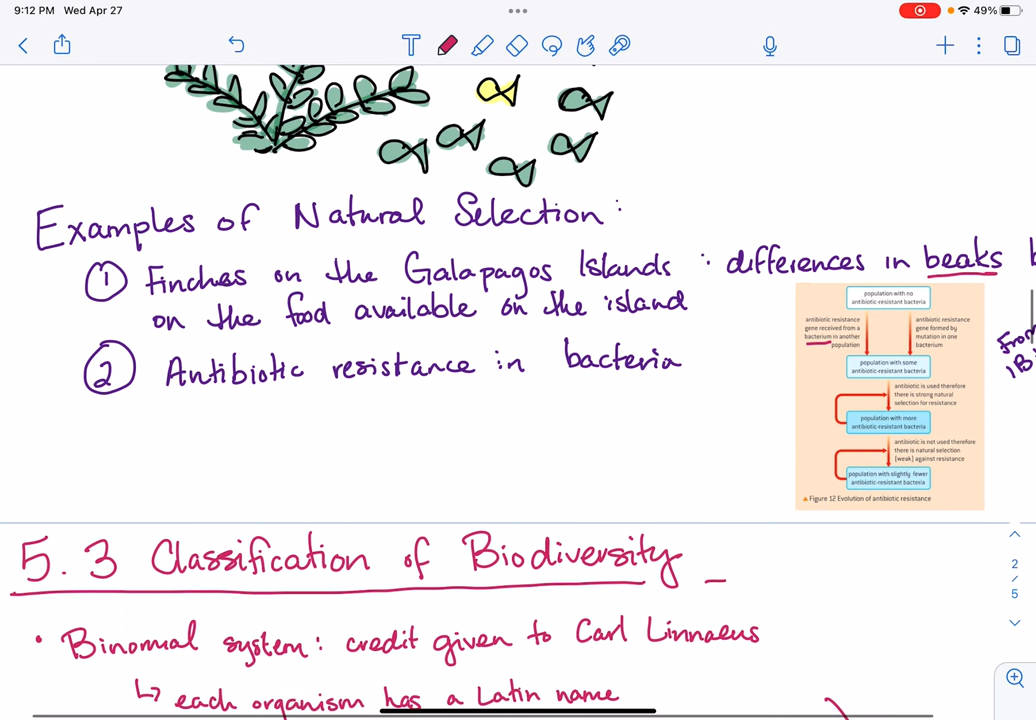 9:12 PM Wed Apr 27
49%
Examples of Natural Selection:
① Finches on the Galapagos Islands : differences in beaks
on the food available on the island
② Antibiotic resistance in bacteria
population with no
antibiotic-resistant bacteria
antibiotic resistance
gene received from a
bacterium in another
population
antibiotic resistance
gene formed by
mutation in one
bacterium
From
IB
population with some
antibiotic-resistant bacteria
antibiotic is used therefore
there is strong natural
selection for resistance
population with more
antibiotic-resistant bacteria
antibiotic is not used therefore
there is natural selection
(weak) against resistance
population with slightly fewer
antibiotic-resistant bacteria
▲ Figure 12 Evolution of antibiotic resistance
5.3 Classification of Biodiversity –
• Binomial system: credit given to Carl Linnaeus
↳ each organism has a Latin name
2
/
5